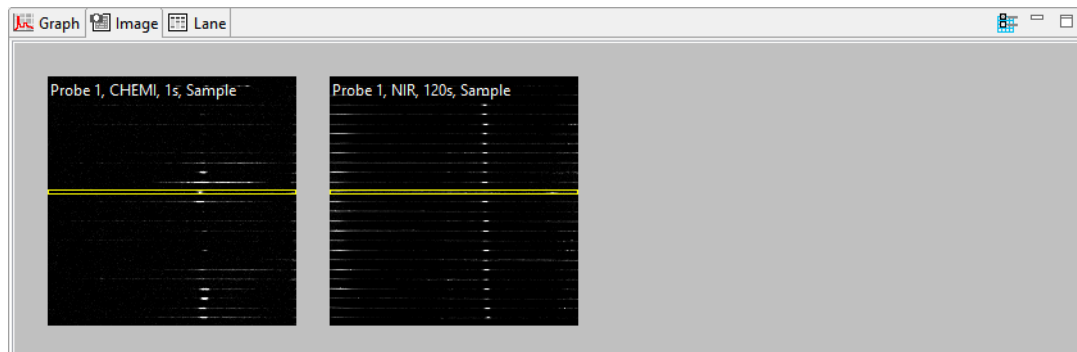 Graph Image Lane
Probe 1, CHEMI, 1s, Sample
Probe 1, NIR, 120s, Sample